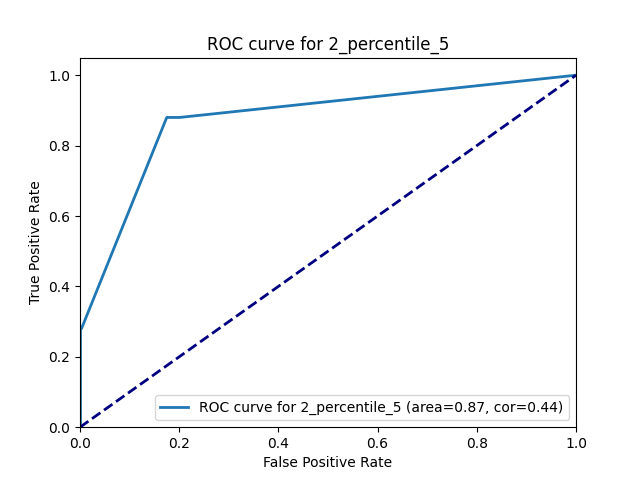 ROC curve for 2_percentile_5
1.0
0.8
0.6
0.4
0.2
0.0
True Positive Rate
ROC curve for 2_percentile_5 (area=0.87, cor=0.44)
0.0 0.2 0.4 0.6 0.8 1.0
False Positive Rate